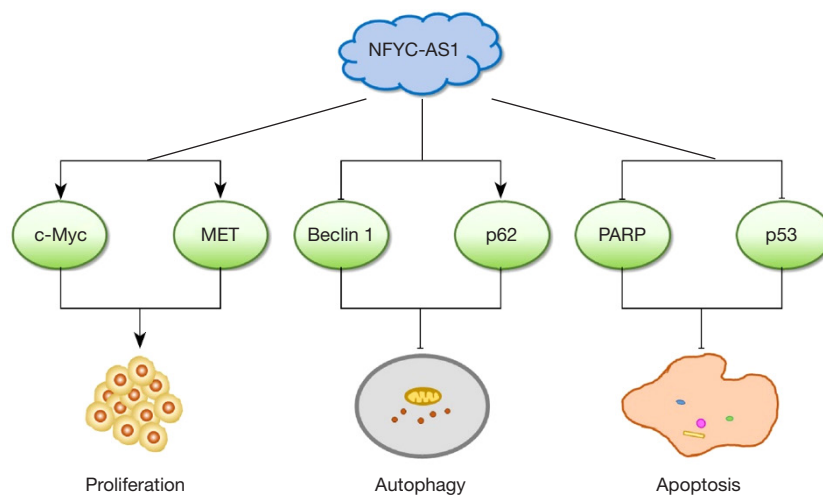 NFYC-AS1
c-Myc
MET
Beclin 1
p62
PARP
p53
Proliferation
Autophagy
Apoptosis